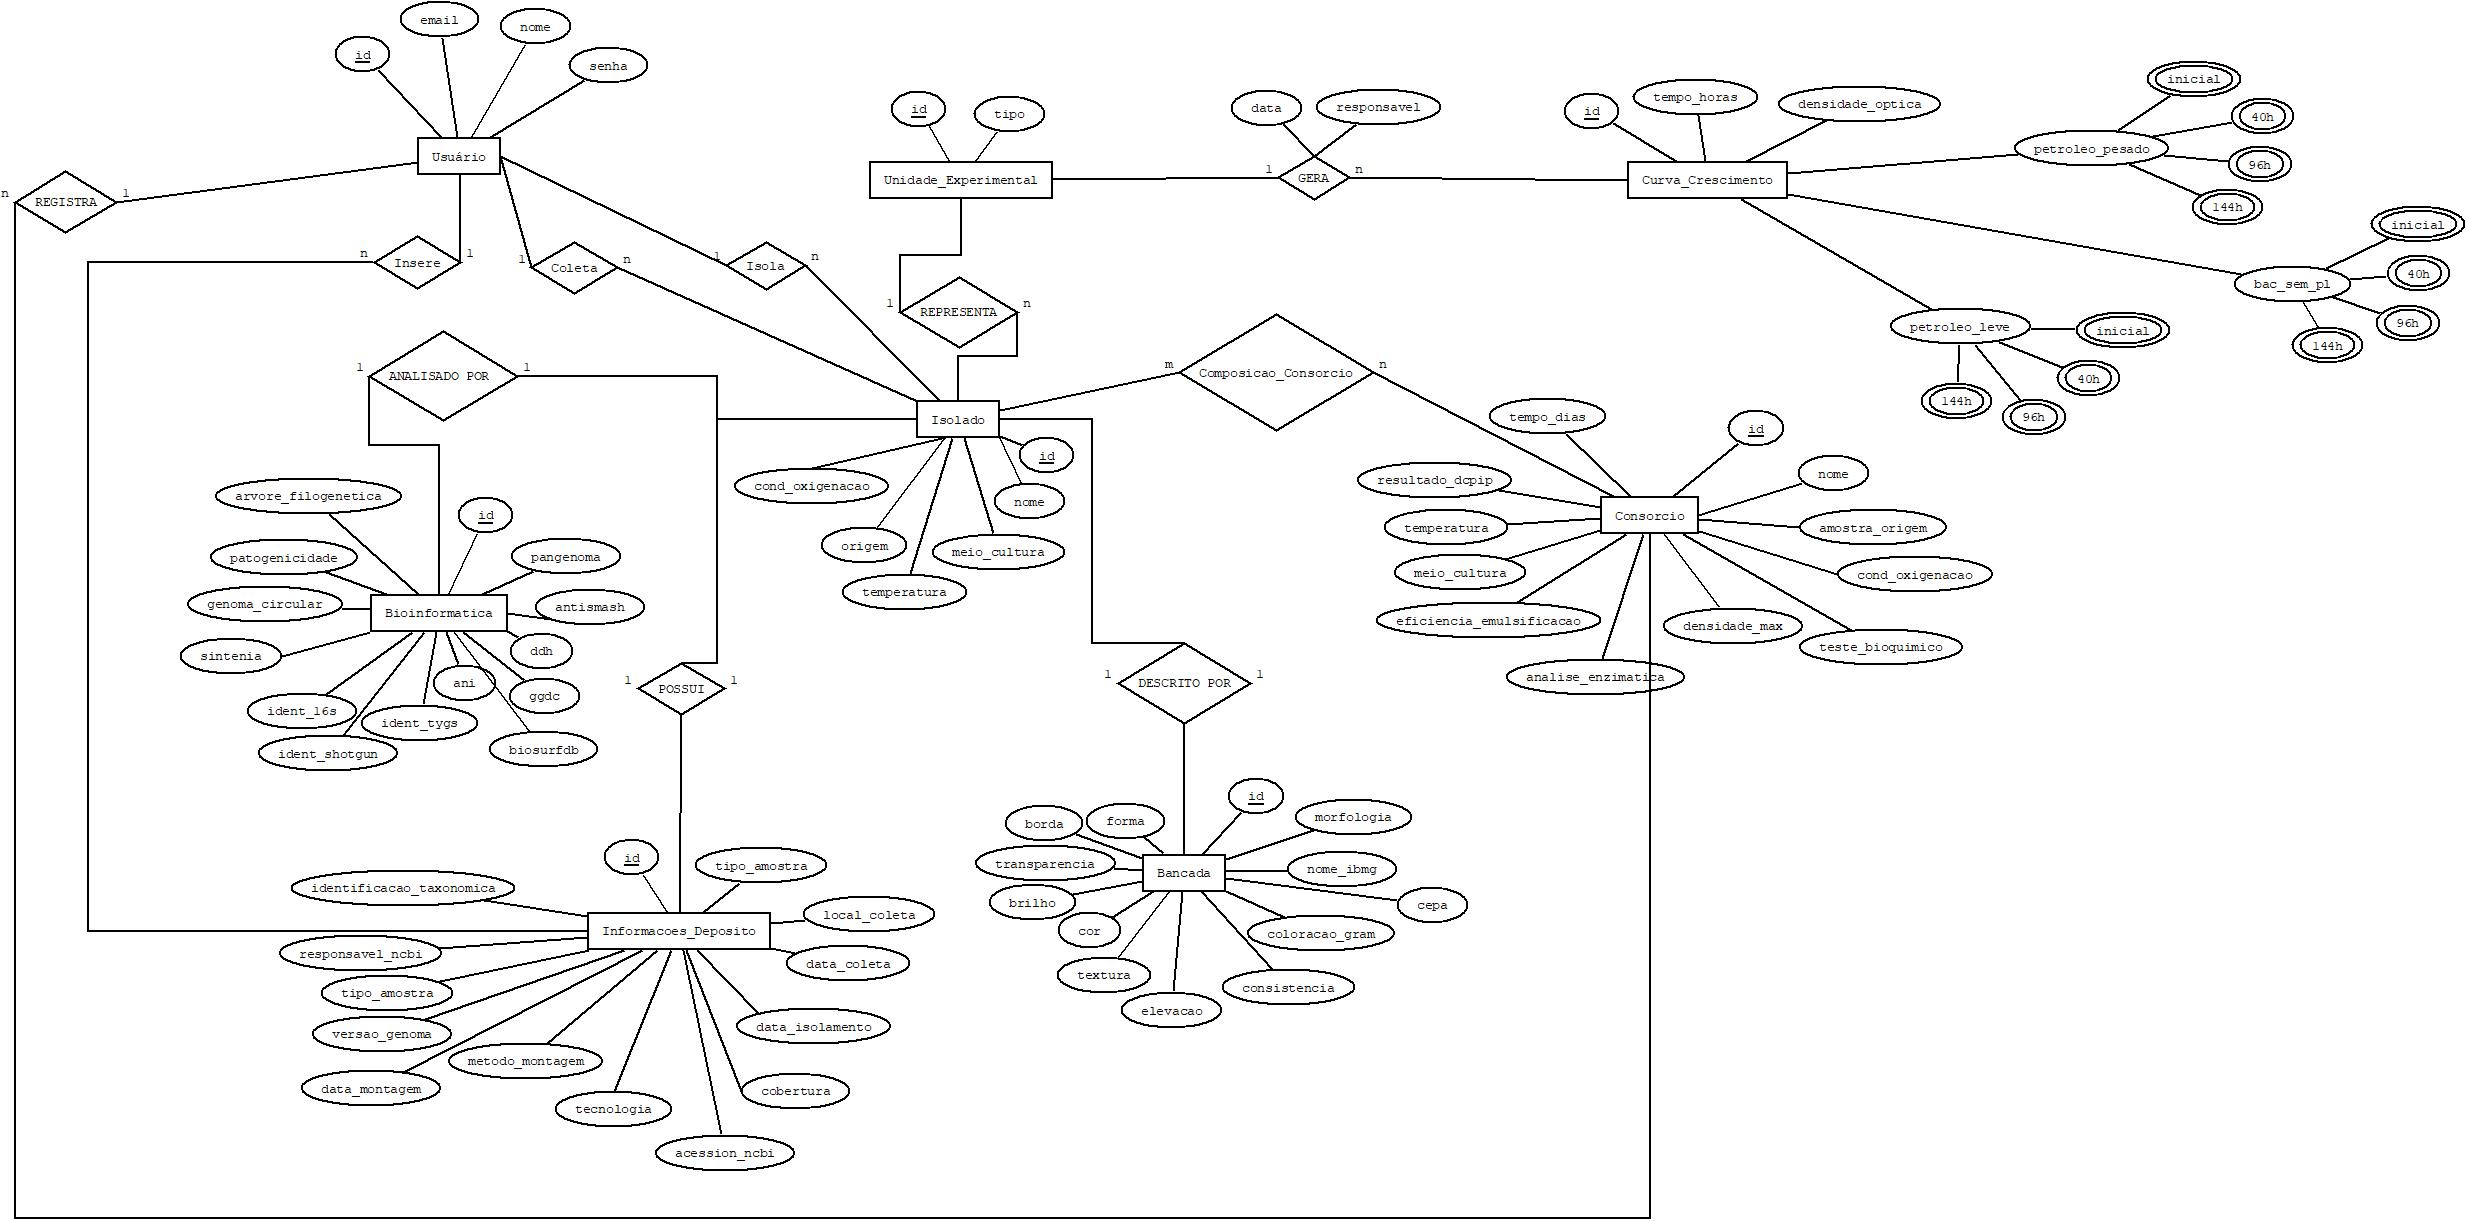 email
nome
id
senha
Usuário
n
REGISTRA
1
n
Insere
1
1
Coleta
n
1
Isola
n
id
tipo
Unidade_Experimental
data
responsavel
1
GERA
n
id
tempo_horas
densidade_optica
Curva_Crescimento
petroleo_pesado
inicial
40h
96h
144h
bac_sem_pl
inicial
40h
96h
144h
petroleo_leve
inicial
40h
96h
144h
1
REPRESENTA
n
1
ANALISADO POR
1
Isolado
m
Composicao_Consorcio
n
cond_oxigenacao
id
nome
origem
meio_cultura
temperatura
tempo_dias
id
resultado_dcpip
nome
Consorcio
temperatura
amostra_origem
meio_cultura
cond_oxigenacao
eficiencia_emulsificacao
densidade_max
teste_bioquimico
analise_enzimatica
arvore_filogenetica
id
patogenicidade
pangenoma
genoma_circular
Bioinformatica
antismash
sintenia
ddh
ani
ggdc
ident_16s
ident_tygs
ident_shotgun
biosurfdb
1
POSSUI
1
1
DESCRITO POR
1
id
borda
forma
morfologia
transparencia
Bancada
nome_ibmg
brilho
cepa
cor
coloracao_gram
textura
consistencia
elevacao
id
tipo_amostra
identificacao_taxonomica
local_coleta
Informacoes_Deposito
responsavel_ncbi
data_coleta
tipo_amostra
versao_genoma
data_isolamento
metodo_montagem
data_montagem
cobertura
tecnologia
acession_ncbi